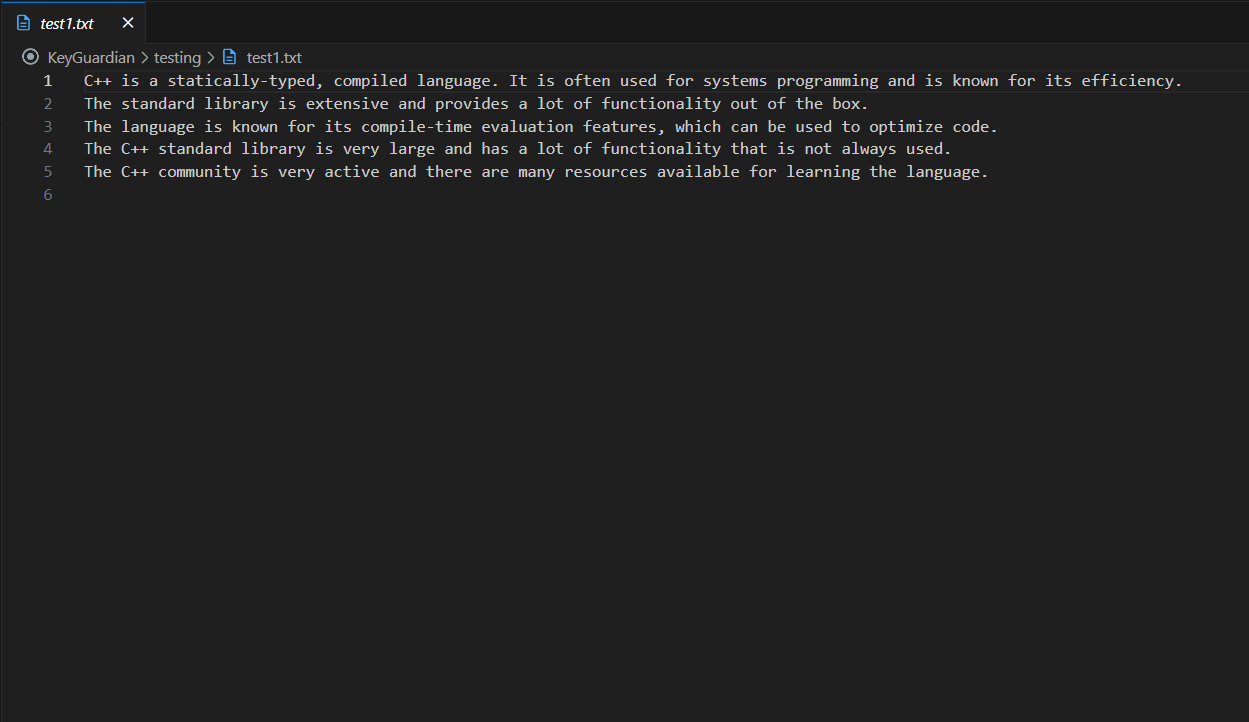 test1.txt
KeyGuardian > testing > test1.txt
1 C++ is a statically-typed, compiled language. It is often used for systems programming and is known for its efficiency.
2 The standard library is extensive and provides a lot of functionality out of the box.
3 The language is known for its compile-time evaluation features, which can be used to optimize code.
4 The C++ standard library is very large and has a lot of functionality that is not always used.
5 The C++ community is very active and there are many resources available for learning the language.
6